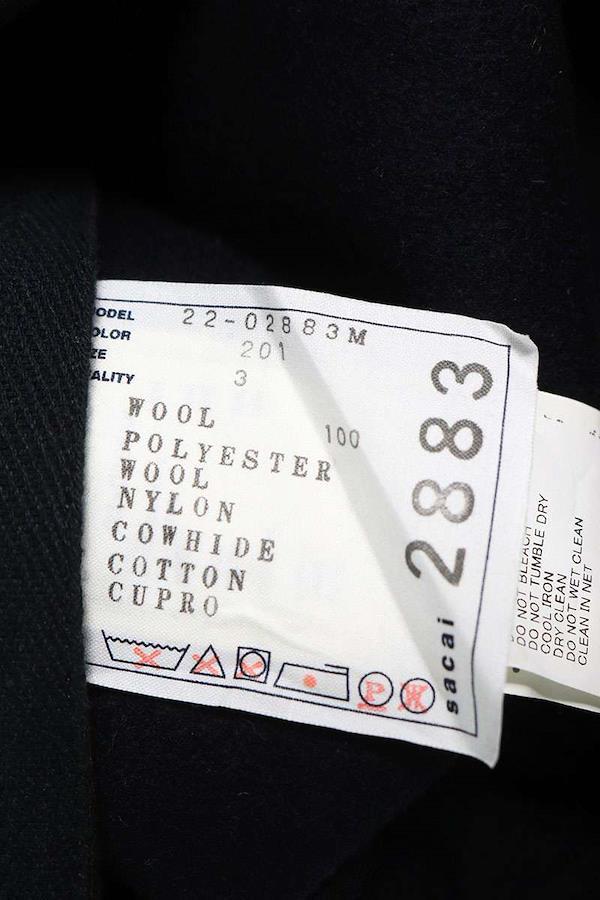 ODEL 22-02883M
OLOR 201
ZE 3
ALITY
WOOL 100
POLYESTER
WOOL
NYLON
COWHIDE
COTTON
CUPRO
P
W
sacai 2883
DO NOT BLEACH
DO NOT TUMBLE DRY
COOL IRON
DRY CLEAN
DO NOT WET CLEAN
CLEAN IN NET